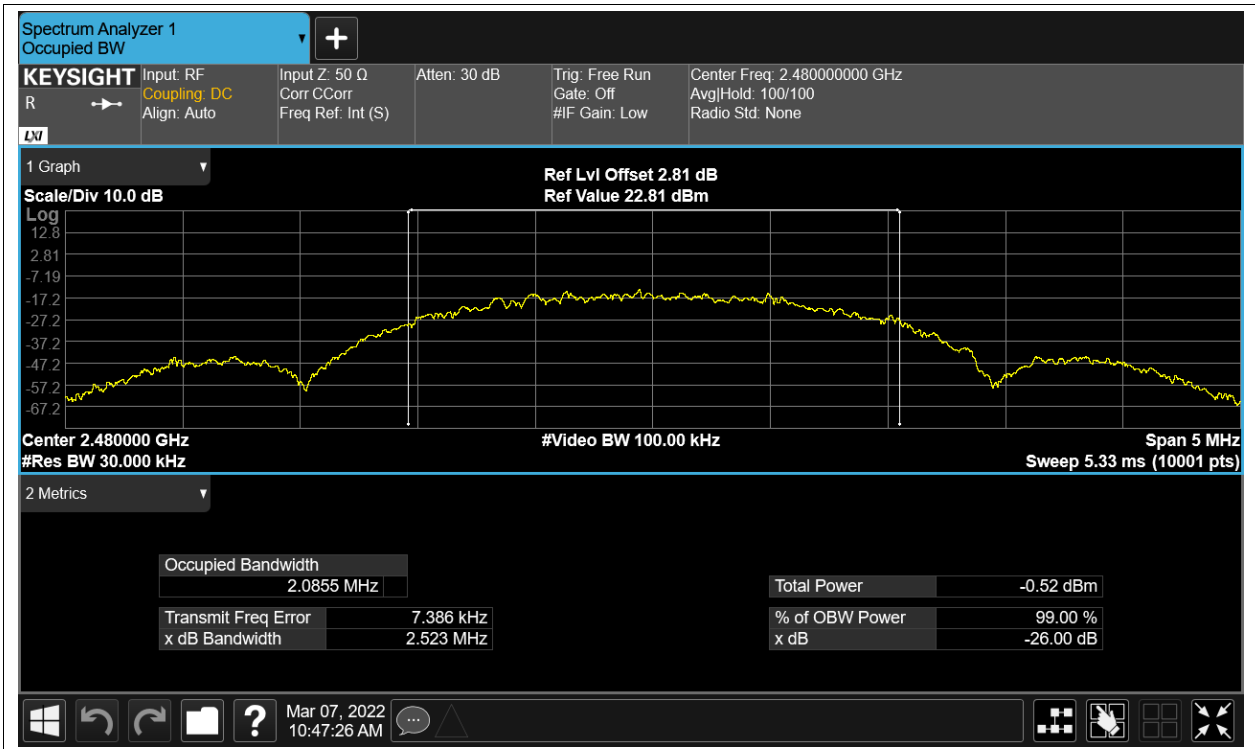 Spectrum Analyzer 1
Occupied BW
KEYSIGHT
R
LXI
Input: RF
Coupling: DC
Align: Auto
Input Z: 50 Ω
Corr CCorr
Freq Ref: Int (S)
Atten: 30 dB
Trig: Free Run
Gate: Off
#IF Gain: Low
Center Freq: 2.480000000 GHz
Avg|Hold: 100/100
Radio Std: None
1 Graph
Scale/Div 10.0 dB
Ref Lvl Offset 2.81 dB
Ref Value 22.81 dBm
Log
12.8
2.81
-7.19
-17.2
-27.2
-37.2
-47.2
-57.2
-67.2
Center 2.480000 GHz
#Res BW 30.000 kHz
#Video BW 100.00 kHz
Span 5 MHz
Sweep 5.33 ms (10001 pts)
2 Metrics
Occupied Bandwidth
2.0855 MHz
Transmit Freq Error 7.386 kHz
x dB Bandwidth 2.523 MHz
Total Power -0.52 dBm
% of OBW Power 99.00 %
x dB -26.00 dB
?
Mar 07, 2022
10:47:26 AM